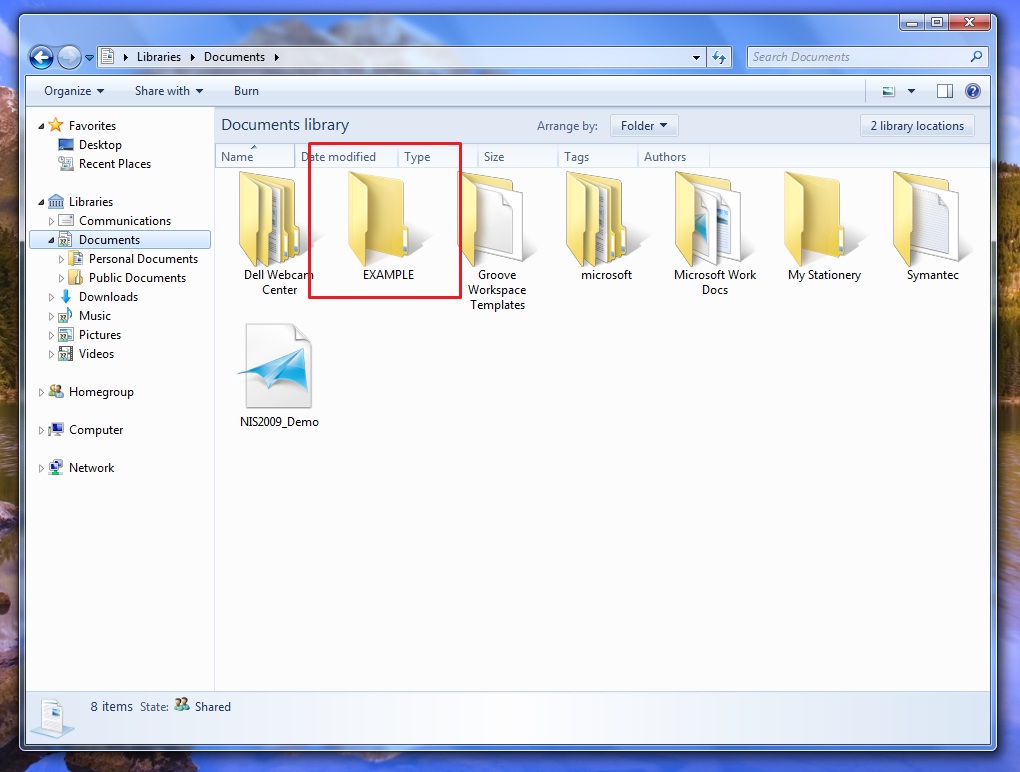 Libraries Documents
Search Documents
Organize Share with Burn
Favorites
Desktop
Recent Places
Libraries
Communications
Documents
Personal Documents
Public Documents
Downloads
Music
Pictures
Videos
Homegroup
Computer
Network
Documents library
Arrange by: Folder
2 library locations
Name Date modified Type Size Tags Authors
Dell Webcam
Center
EXAMPLE
Groove
Workspace
Templates
microsoft
Microsoft Work
Docs
My Stationery
Symantec
NIS2009_Demo
8 items State: Shared